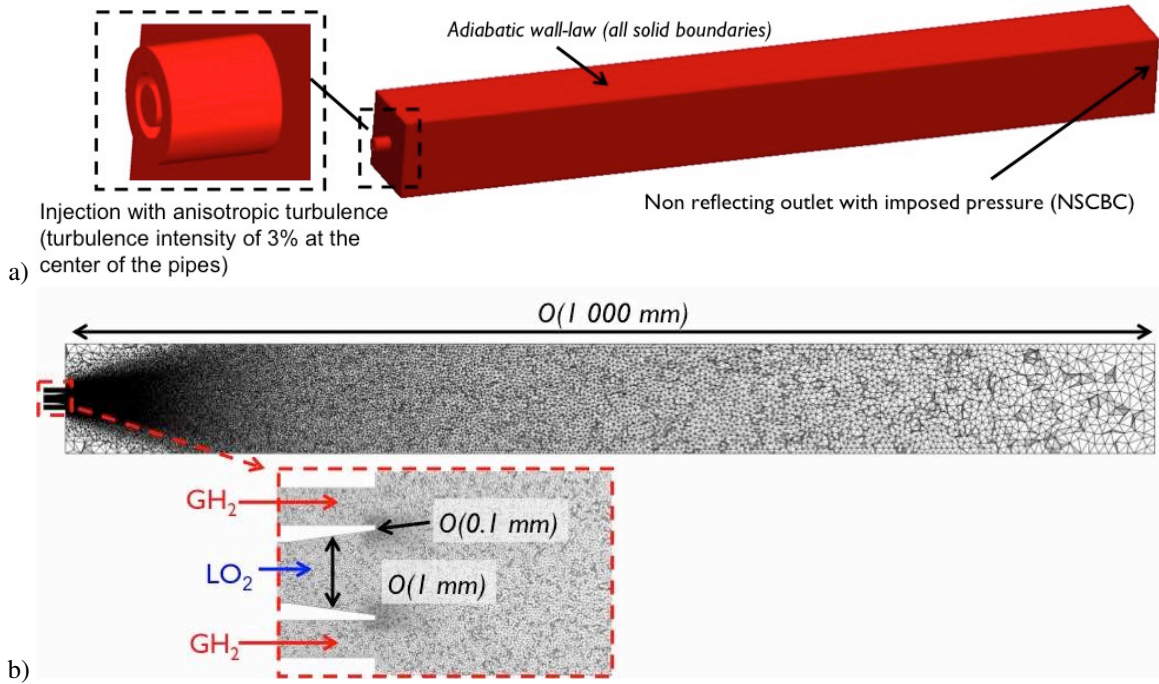 Adiabatic wall-law (all solid boundaries)
Non reflecting outlet with imposed pressure (NSCBC)
Injection with anisotropic turbulence
(turbulence intensity of 3% at the
center of the pipes)
a)
O(1 000 mm)
GH₂
O(0.1 mm)
LO₂
O(1 mm)
GH₂
b)